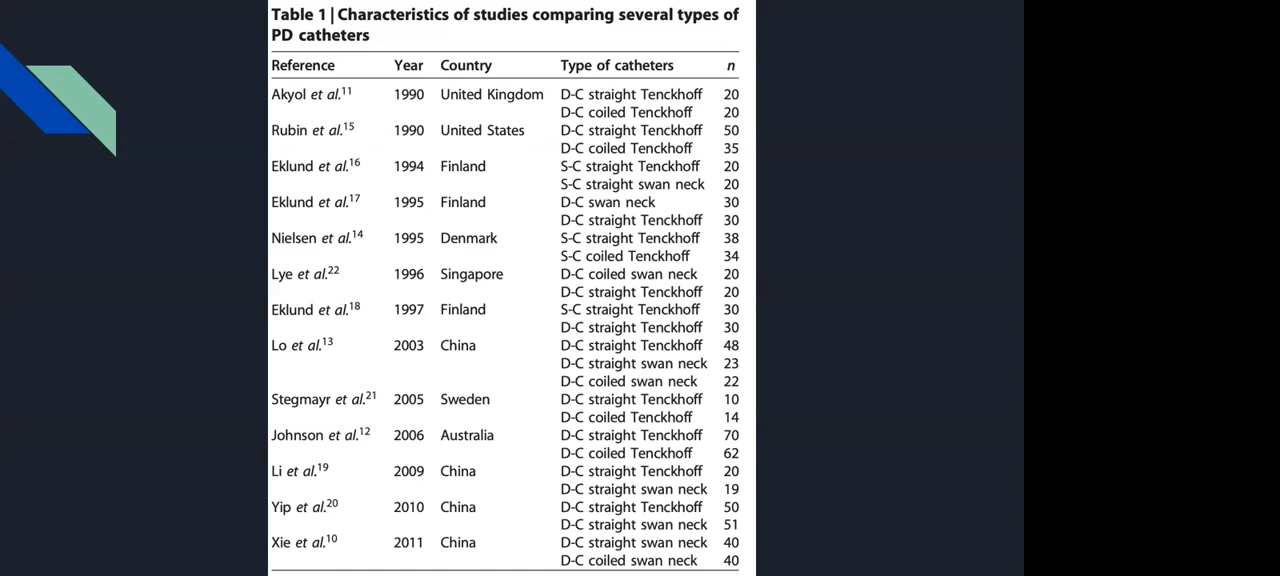 Table 1 | Characteristics of studies comparing several types of
PD catheters
Reference Year Country Type of catheters n
Akyol et al.11 1990 United Kingdom D-C straight Tenckhoff 20
D-C coiled Tenckhoff 20
Rubin et al.15 1990 United States D-C straight Tenckhoff 50
D-C coiled Tenckhoff 35
Eklund et al.16 1994 Finland S-C straight Tenckhoff 20
S-C straight swan neck 20
Eklund et al.17 1995 Finland D-C swan neck 30
D-C straight Tenckhoff 30
Nielsen et al.14 1995 Denmark S-C straight Tenckhoff 38
S-C coiled Tenckhoff 34
Lye et al.22 1996 Singapore D-C coiled swan neck 20
D-C straight Tenckhoff 20
Eklund et al.18 1997 Finland S-C straight Tenckhoff 30
D-C straight Tenckhoff 30
Lo et al.13 2003 China D-C straight Tenckhoff 48
D-C straight swan neck 23
D-C coiled swan neck 22
Stegmayr et al.21 2005 Sweden D-C straight Tenckhoff 10
D-C coiled Tenckhoff 14
Johnson et al.12 2006 Australia D-C straight Tenckhoff 70
D-C coiled Tenckhoff 62
Li et al.19 2009 China D-C straight Tenckhoff 20
D-C straight swan neck 19
Yip et al.20 2010 China D-C straight Tenckhoff 50
D-C straight swan neck 51
Xie et al.10 2011 China D-C straight swan neck 40
D-C coiled swan neck 40